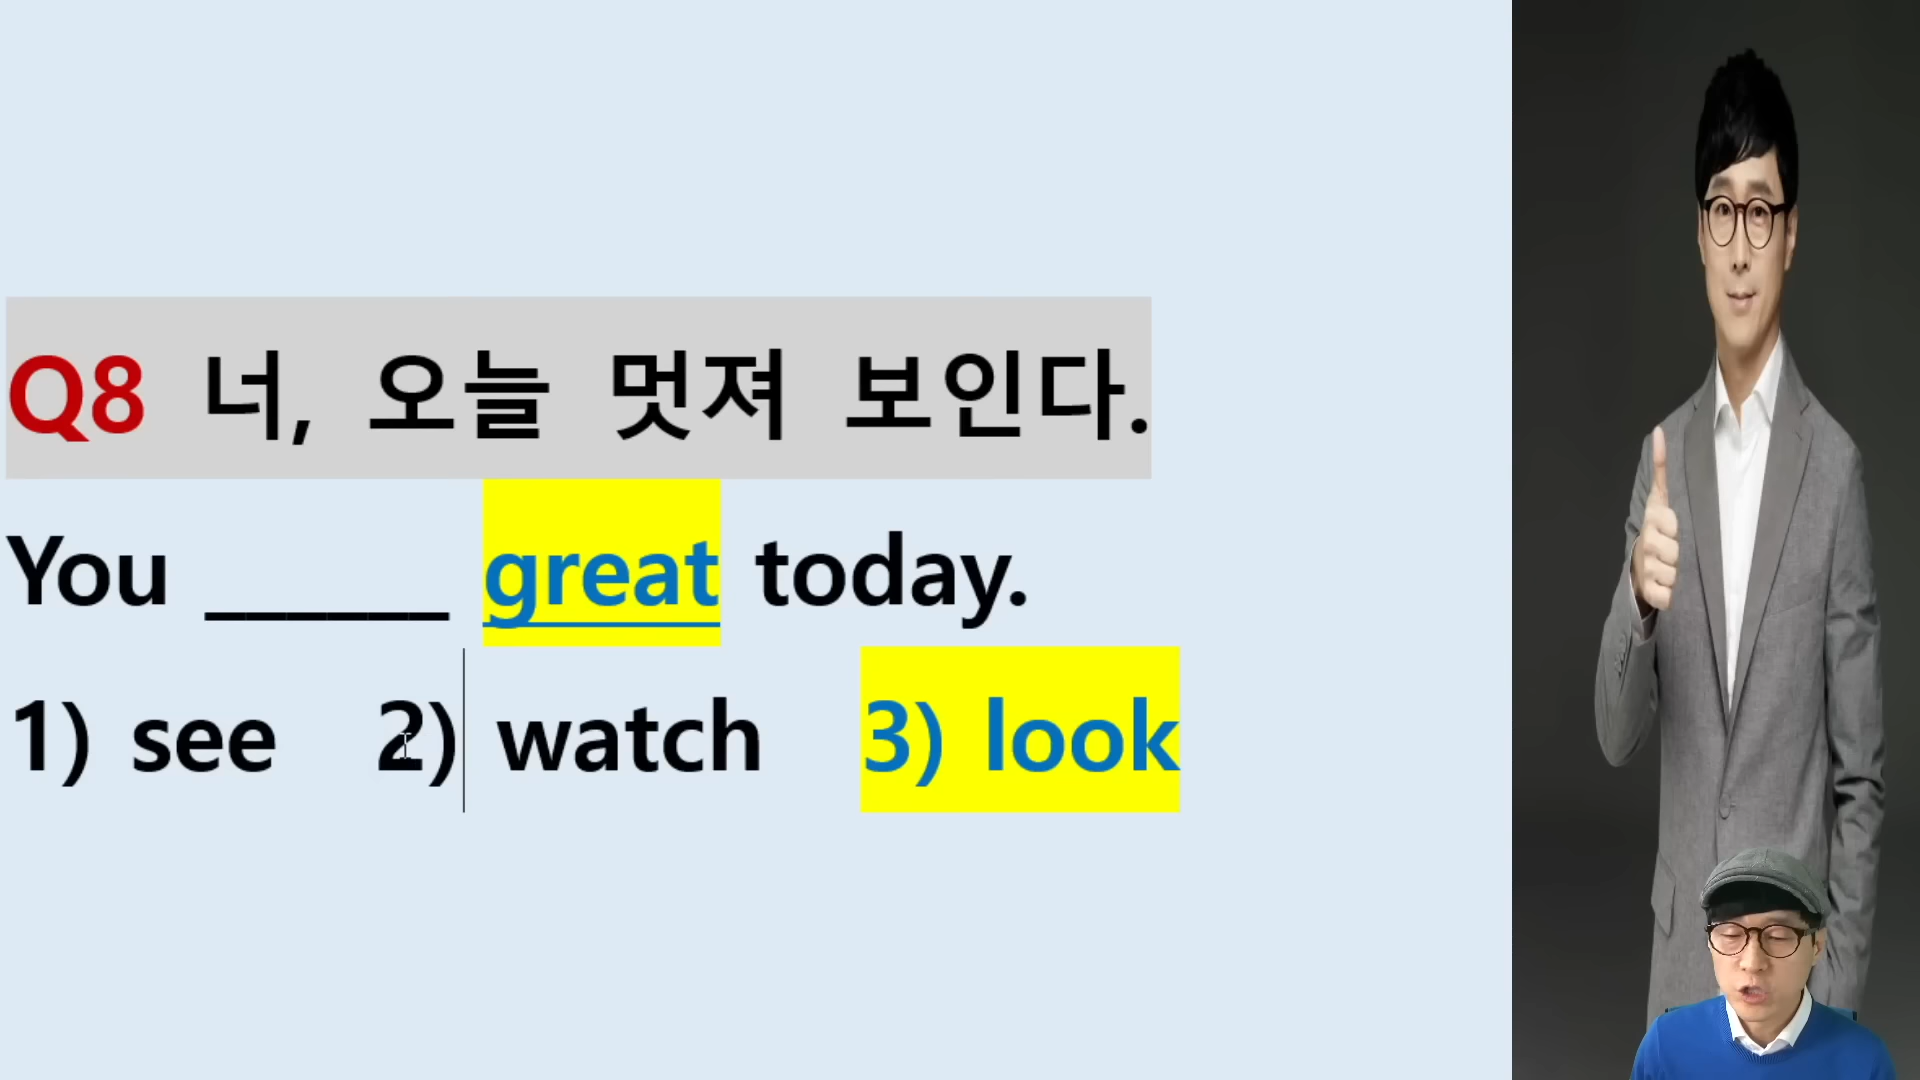 Q8 너, 오늘 멋져 보인다.
You ______ great today.
1) see 2) watch 3) look